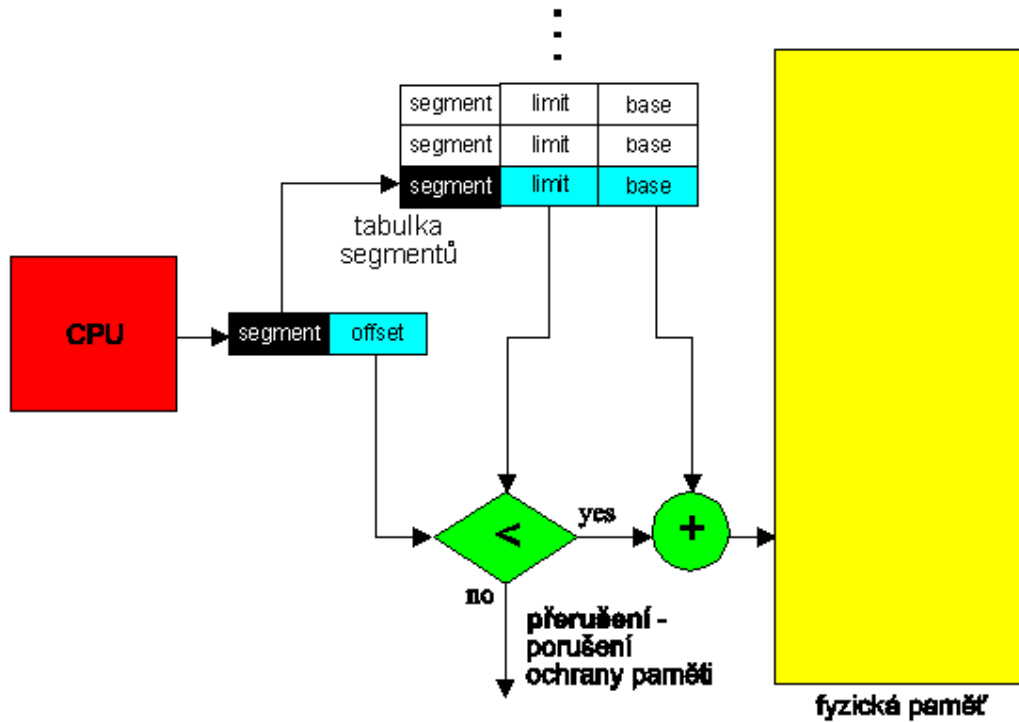 segment limit base
segment limit base
segment limit base
tabulka
segmentů
CPU
segment offset
<
yes
+
no
přerušení -
porušení
ochrany paměti
fyzická paměť